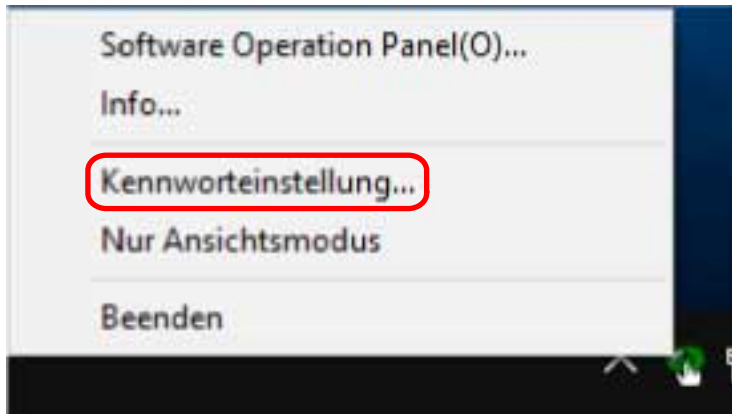 Software Operation Panel(O)...
Info...
Kennworteinstellung...
Nur Ansichtsmodus
Beenden